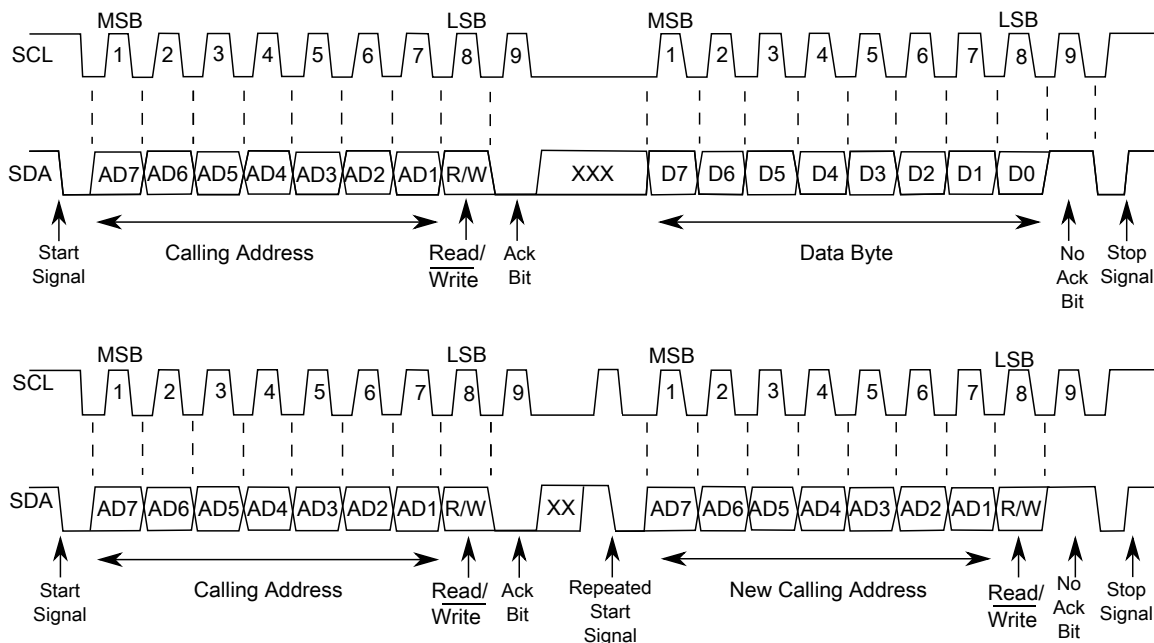 MSB LSB MSB LSB
SCL 1 2 3 4 5 6 7 8 9 1 2 3 4 5 6 7 8 9
SDA AD7 AD6 AD5 AD4 AD3 AD2 AD1 R/W XXX D7 D6 D5 D4 D3 D2 D1 D0
Start Signal
Calling Address
Read/ Write
Ack Bit
Data Byte
No Ack Bit
Stop Signal
MSB LSB MSB LSB
SCL 1 2 3 4 5 6 7 8 9 1 2 3 4 5 6 7 8 9
SDA AD7 AD6 AD5 AD4 AD3 AD2 AD1 R/W XX AD7 AD6 AD5 AD4 AD3 AD2 AD1 R/W
Start Signal
Calling Address
Read/ Write
Ack Bit
Repeated Start Signal
New Calling Address
Read/ Write
No Ack Bit
Stop Signal